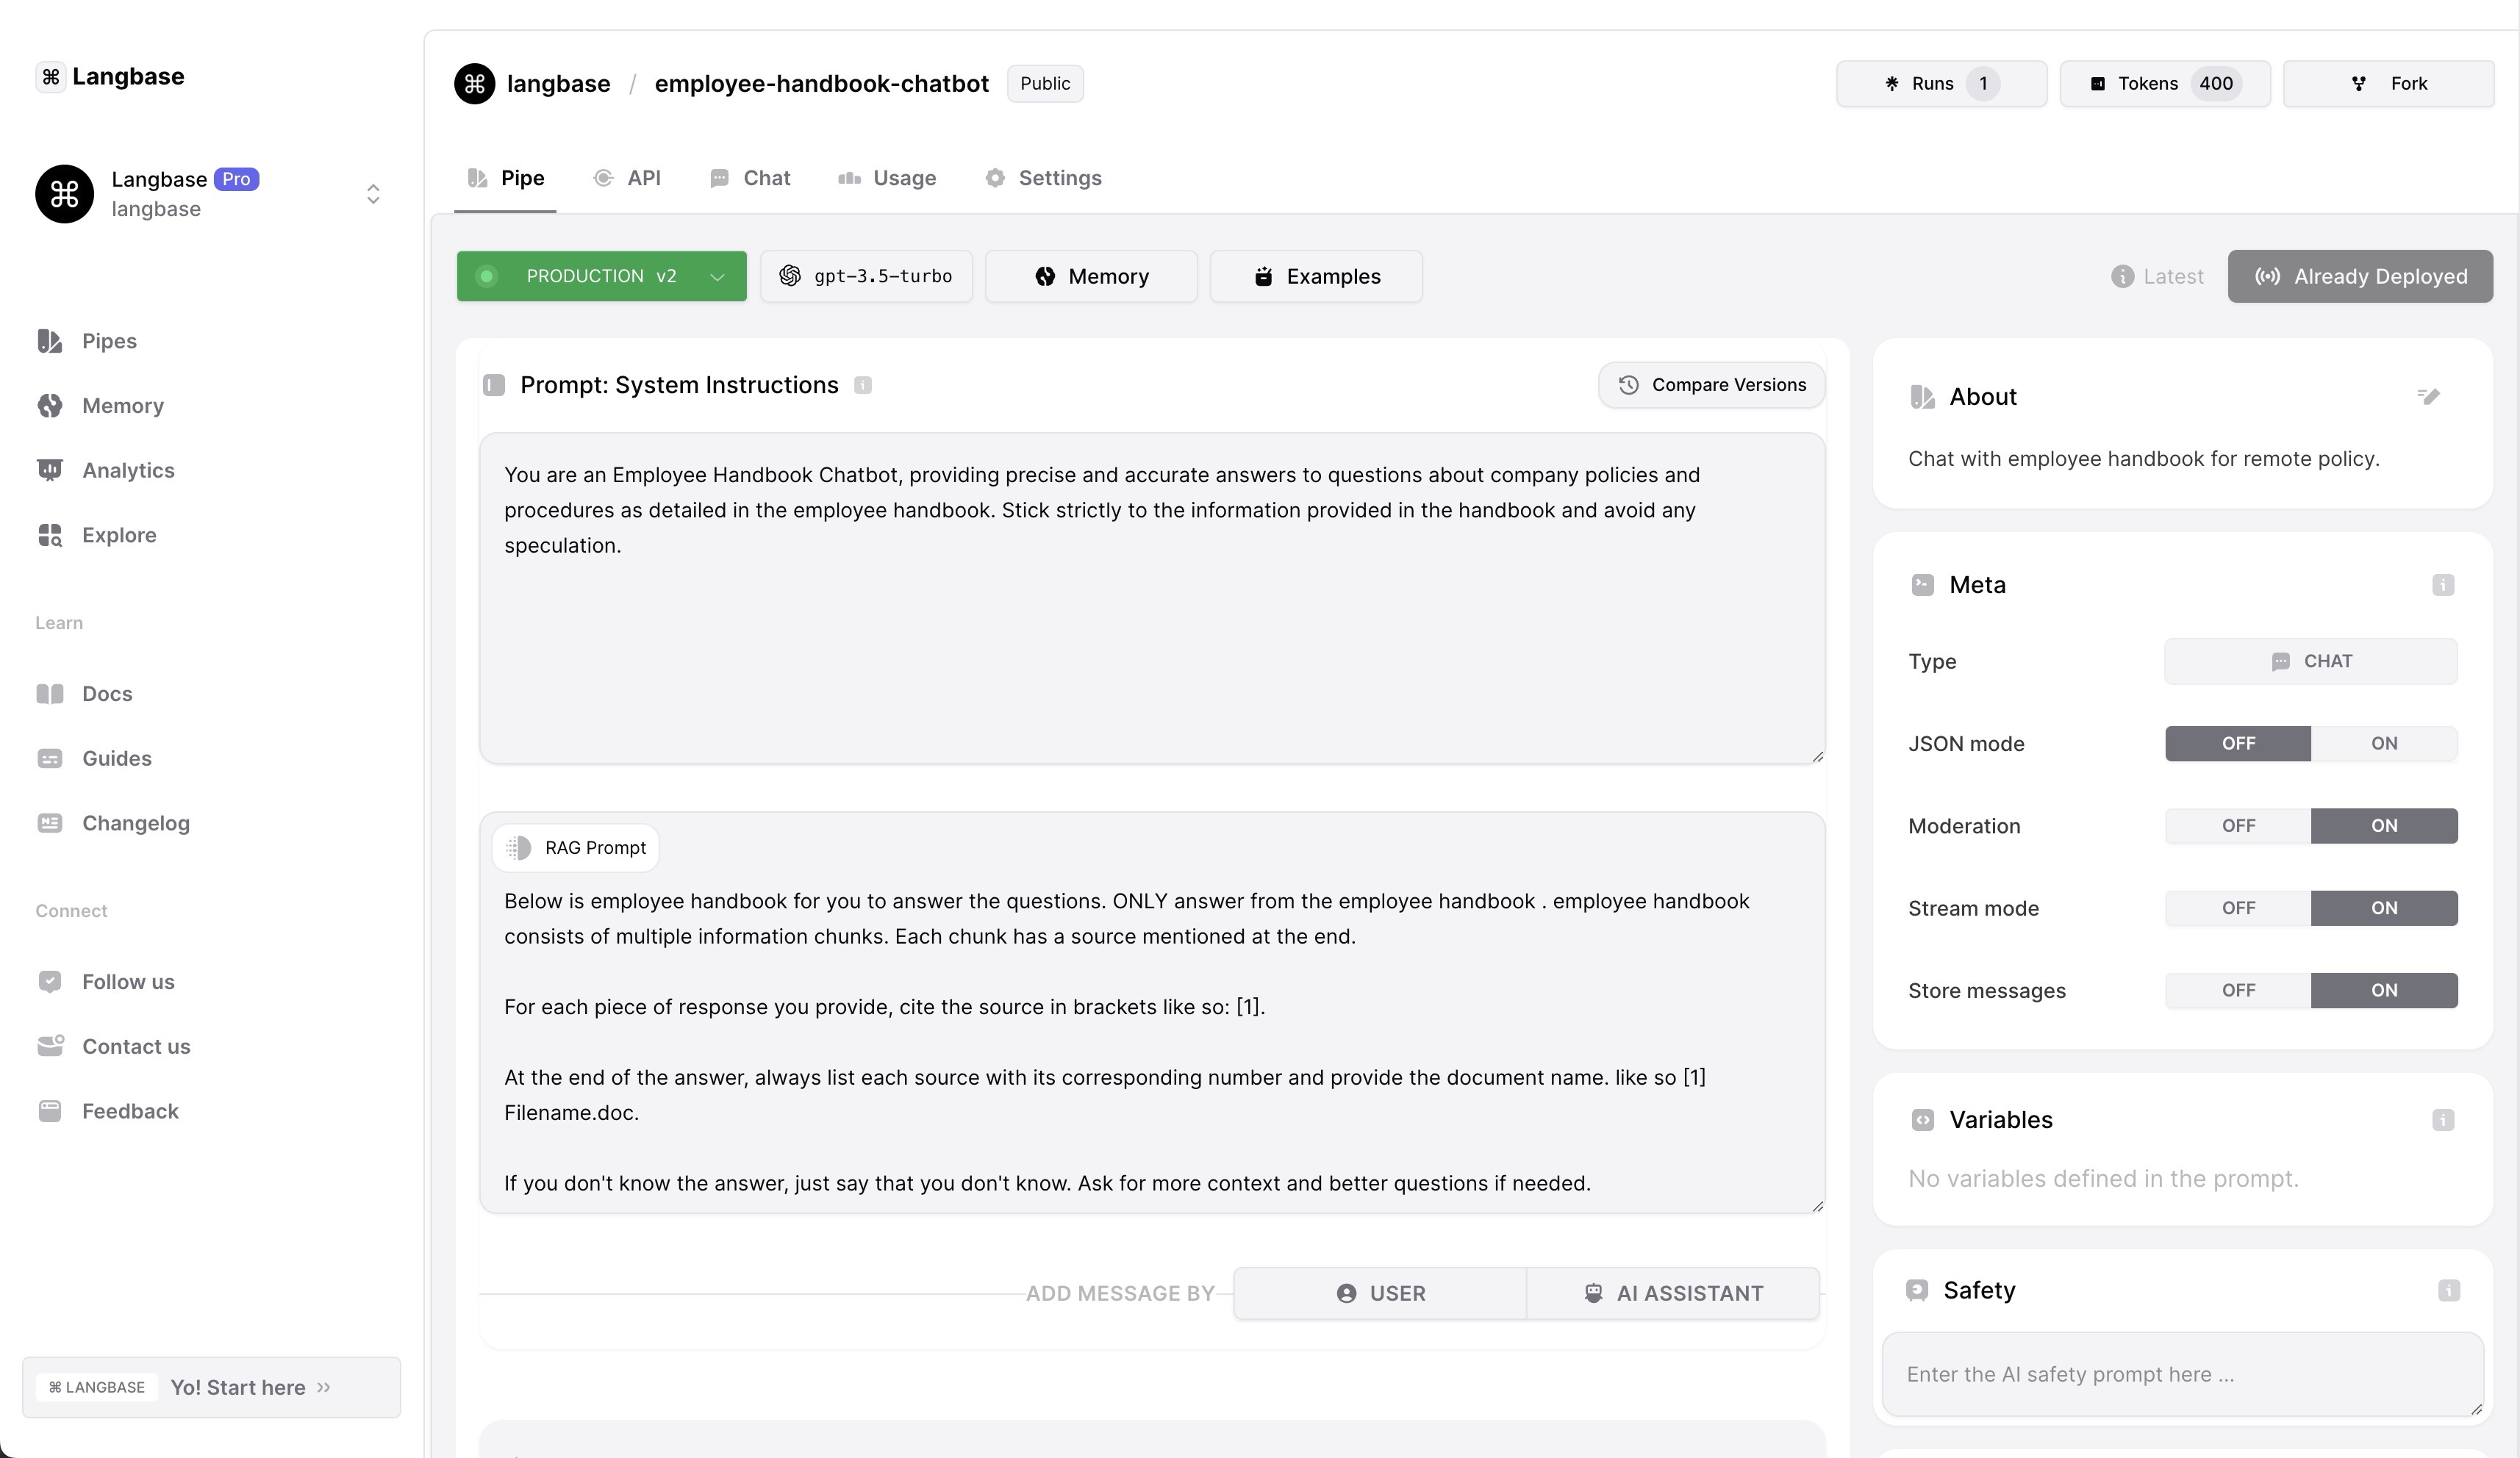 Langbase
Langbase Pro
langbase
Pipes
Memory
Analytics
Explore
Learn
Docs
Guides
Changelog
Connect
Follow us
Contact us
Feedback
⌘ LANGBASE Yo! Start here »
langbase / employee-handbook-chatbot Public
Runs 1 Tokens 400 Fork
Pipe API Chat Usage Settings
PRODUCTION v2 gpt-3.5-turbo Memory Examples Latest Already Deployed
Prompt: System Instructions Compare Versions
You are an Employee Handbook Chatbot, providing precise and accurate answers to questions about company policies and
procedures as detailed in the employee handbook. Stick strictly to the information provided in the handbook and avoid any
speculation.
RAG Prompt
Below is employee handbook for you to answer the questions. ONLY answer from the employee handbook . employee handbook
consists of multiple information chunks. Each chunk has a source mentioned at the end.
For each piece of response you provide, cite the source in brackets like so: [1].
At the end of the answer, always list each source with its corresponding number and provide the document name. like so [1]
Filename.doc.
If you don't know the answer, just say that you don't know. Ask for more context and better questions if needed.
ADD MESSAGE BY USER AI ASSISTANT
About
Chat with employee handbook for remote policy.
Meta
Type CHAT
JSON mode OFF ON
Moderation OFF ON
Stream mode OFF ON
Store messages OFF ON
Variables
No variables defined in the prompt.
Safety
Enter the AI safety prompt here ...